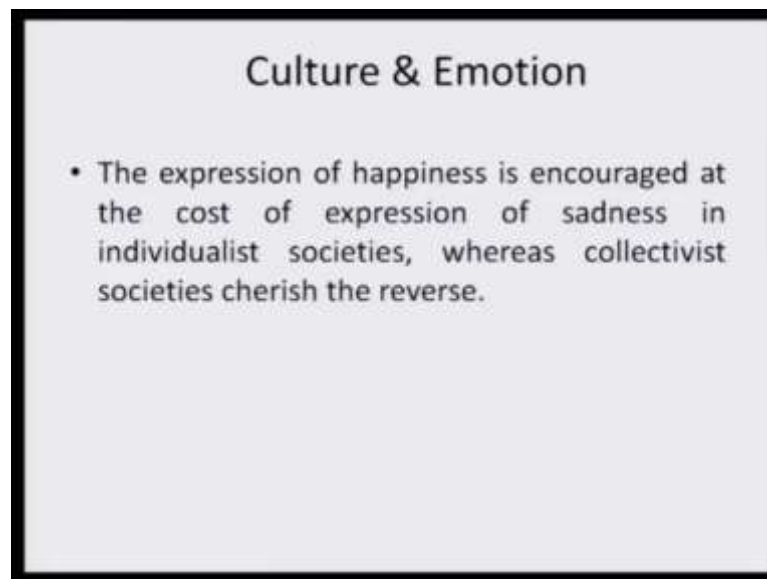 Culture & Emotion
• The expression of happiness is encouraged at
the cost of expression of sadness in
individualist societies, whereas collectivist
societies cherish the reverse.